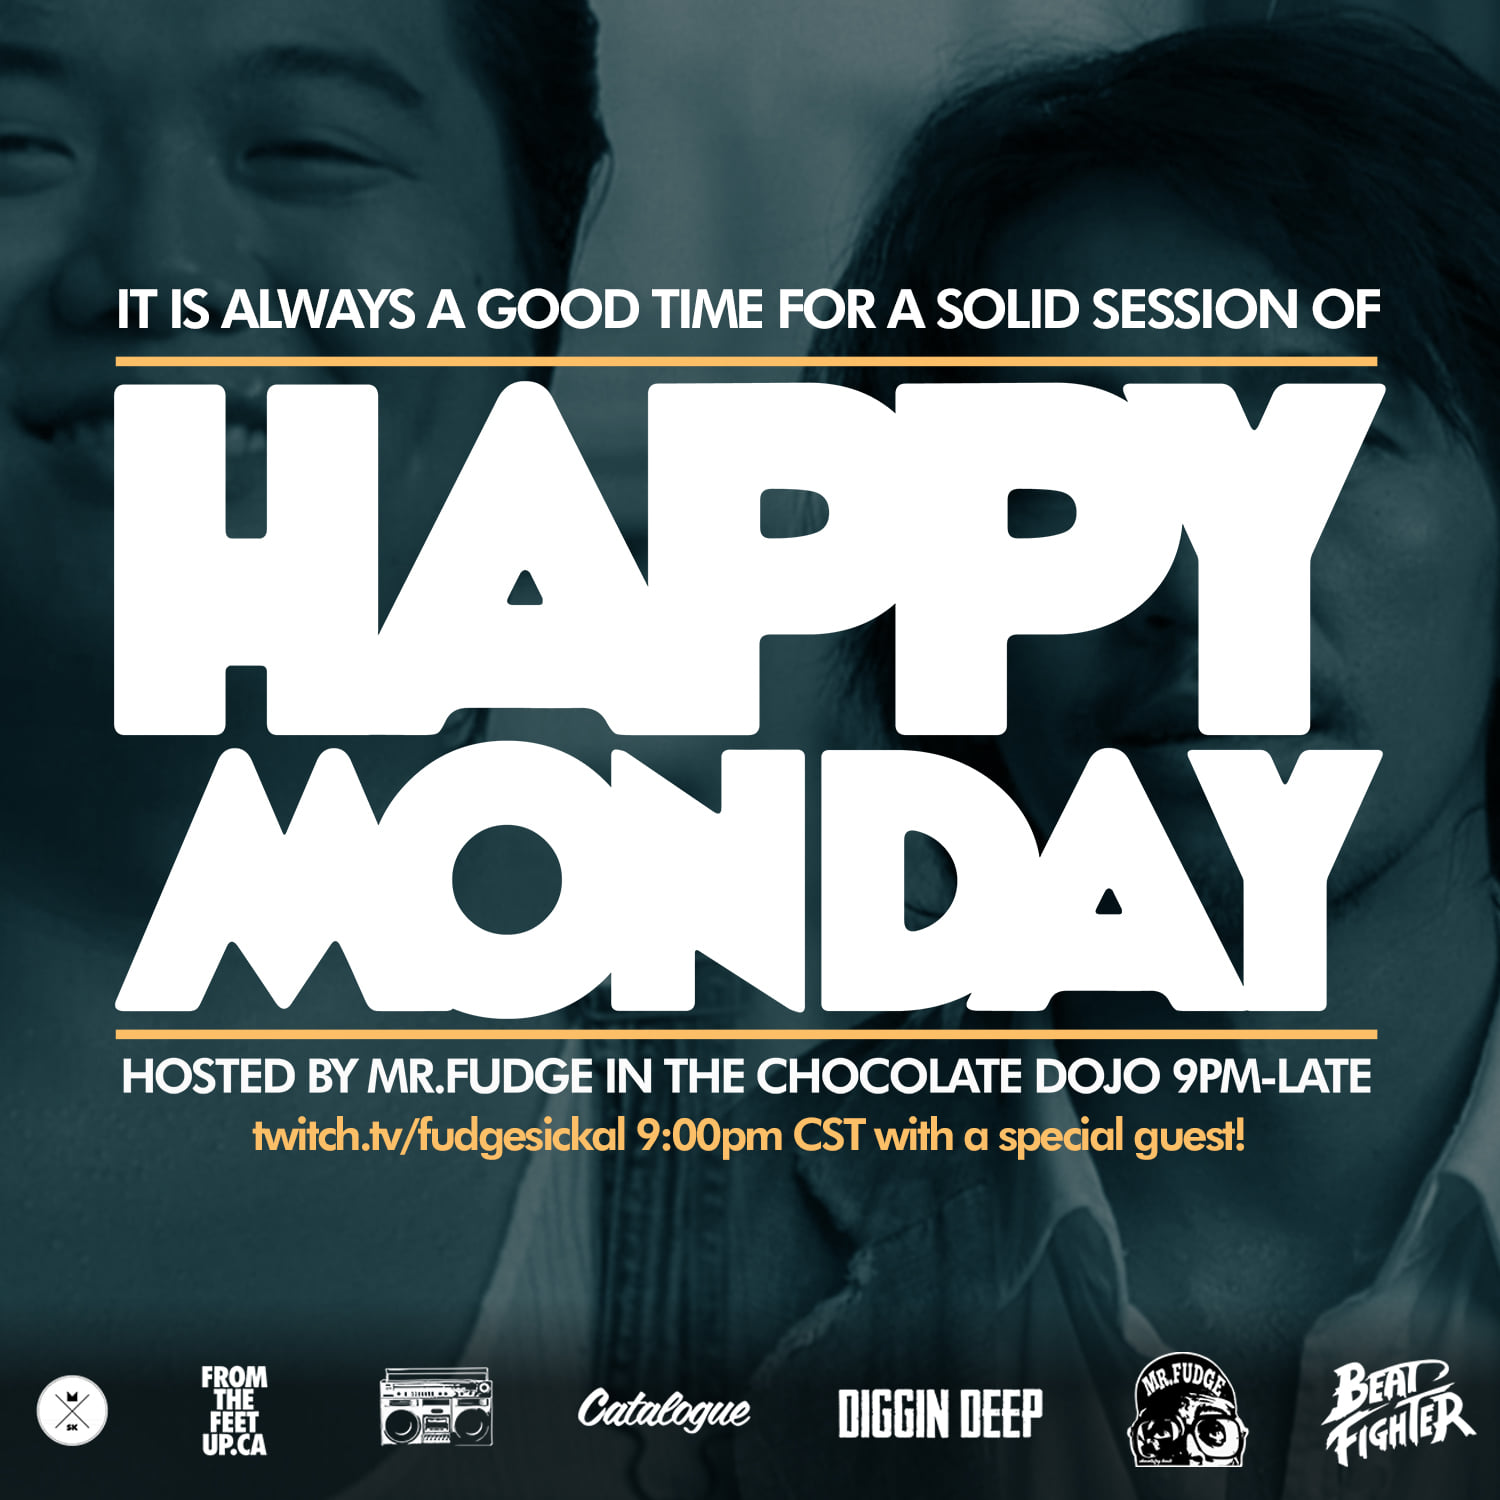 IT IS ALWAYS A GOOD TIME FOR A SOLID SESSION OF
HAPPY
MONDAY
HOSTED BY MR.FUDGE IN THE CHOCOLATE DOJO 9PM-LATE
twitch.tv/fudgesickal 9:00pm CST with a special guest!
SK
FROM
THE
FEET
UP.CA
Catalogue
DIGGIN DEEP
MR.FUDGE
BEAT
FIGHTER